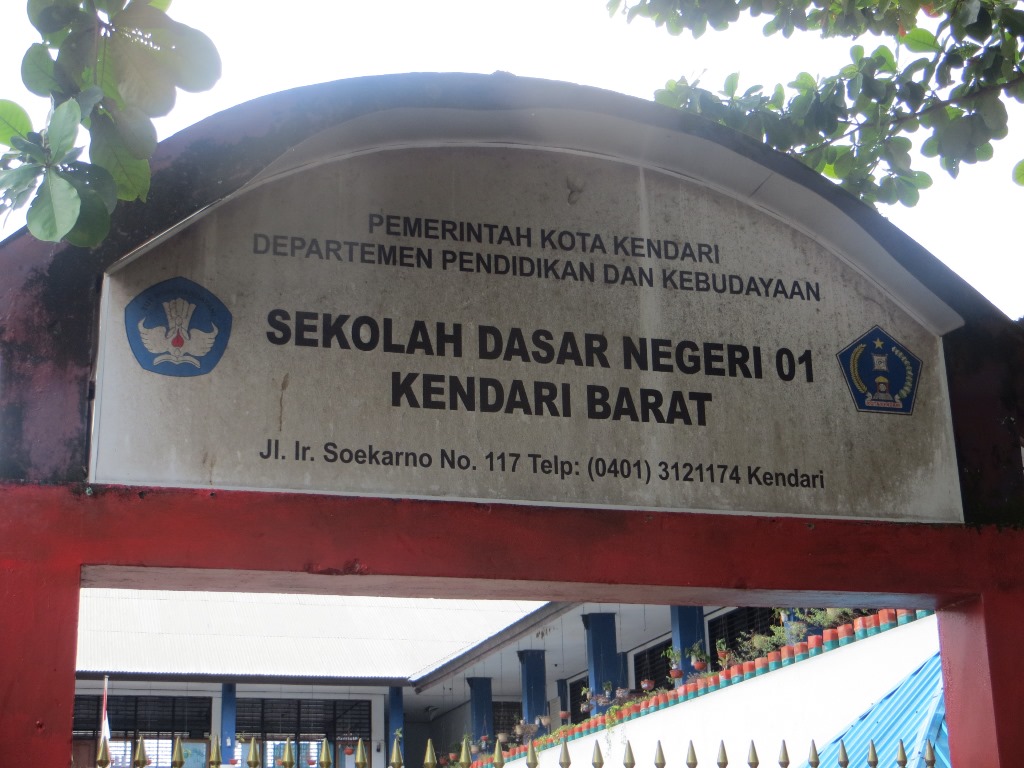 PEMERINTAH KOTA KENDARI
DEPARTEMEN PENDIDIKAN DAN KEBUDAYAAN
SEKOLAH DASAR NEGERI 01
KENDARI BARAT
Jl. Ir. Soekarno No. 117 Telp: (0401) 3121174 Kendari